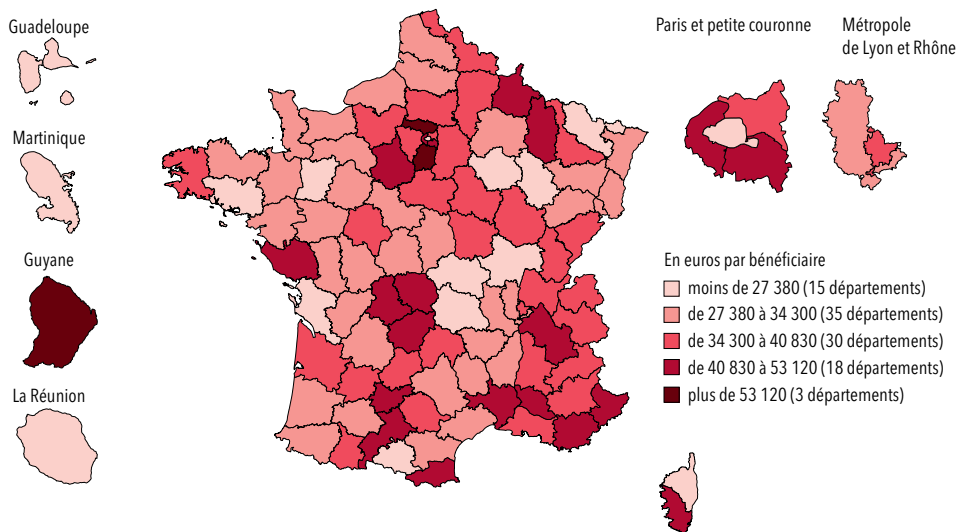 Guadeloupe
Martinique
Guyane
La Réunion
Paris et petite couronne
Métropole
de Lyon et Rhône
En euros par bénéficiaire
moins de 27 380 (15 départements)
de 27 380 à 34 300 (35 départements)
de 34 300 à 40 830 (30 départements)
de 40 830 à 53 120 (18 départements)
plus de 53 120 (3 départements)